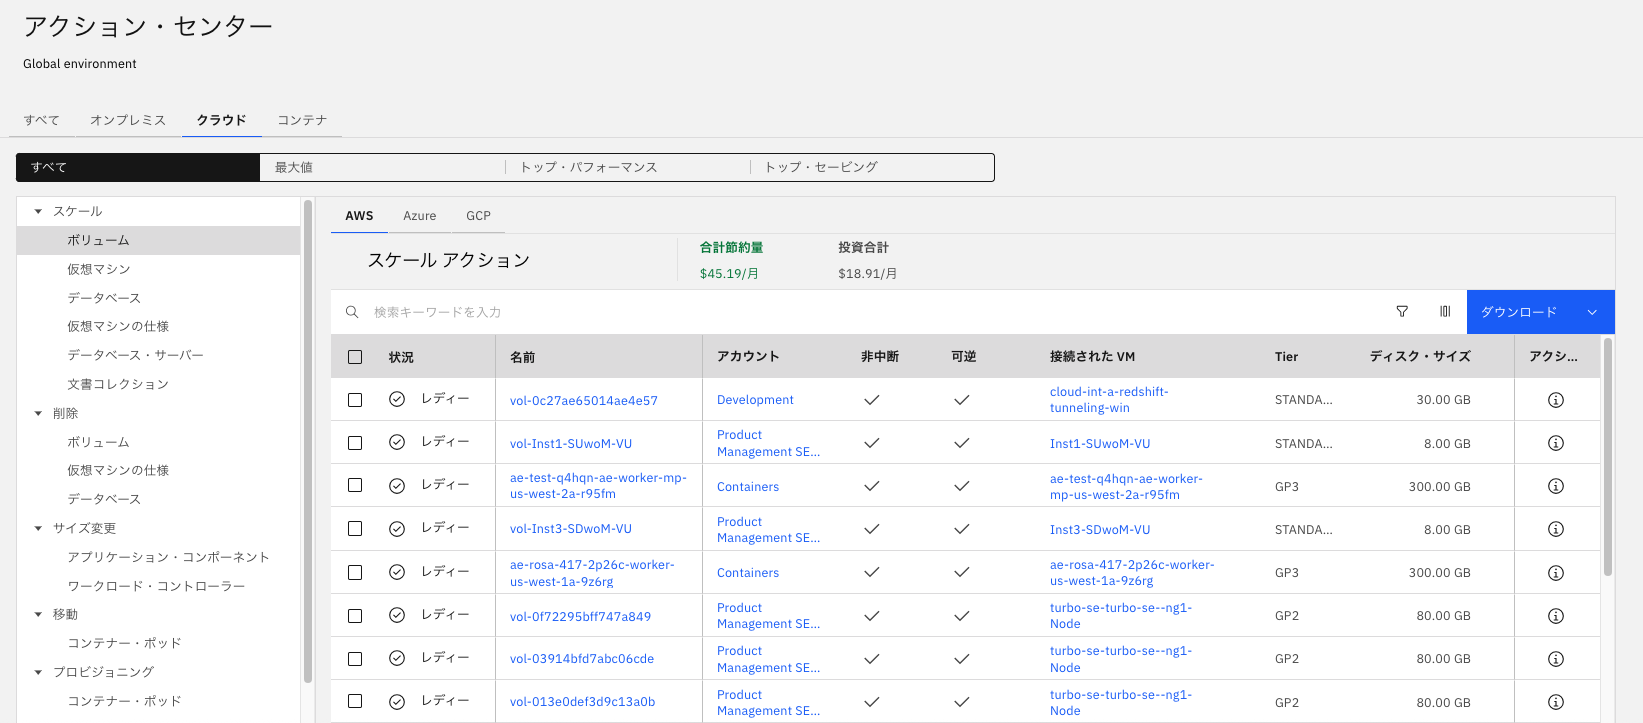 アクション・センター
Global environment
すべて オンプレミス クラウド コンテナ
すべて 最大値 トップ・パフォーマンス トップ・セービング
スケール
ボリューム
仮想マシン
データベース
仮想マシンの仕様
データベース・サーバー
文書コレクション
削除
ボリューム
仮想マシンの仕様
データベース
サイズ変更
アプリケーション・コンポーネント
ワークロード・コントローラー
移動
コンテナー・ポッド
プロビジョニング
コンテナー・ポッド
AWS Azure GCP
スケール アクション
合計節約量
$45.19/月
投資合計
$18.91/月
検索キーワードを入力
ダウンロード
状況 名前 アカウント 非中断 可逆 接続された VM Tier ディスク・サイズ アクシ...
レディー vol-0c27ae65014ae4e57 Development cloud-int-a-redshift-
tunneling-win STANDA... 30.00 GB
レディー vol-Inst1-SUwoM-VU Product
Management SE... Inst1-SUwoM-VU STANDA... 8.00 GB
レディー ae-test-q4hqn-ae-worker-mp-
us-west-2a-r95fm Containers ae-test-q4hqn-ae-worker-
mp-us-west-2a-r95fm GP3 300.00 GB
レディー vol-Inst3-SDwoM-VU Product
Management SE... Inst3-SDwoM-VU STANDA... 8.00 GB
レディー ae-rosa-417-2p26c-worker-
us-west-1a-9z6rg Containers ae-rosa-417-2p26c-worker-
us-west-1a-9z6rg GP3 300.00 GB
レディー vol-0f72295bff747a849 Product
Management SE... turbo-se-turbo-se--ng1-
Node GP2 80.00 GB
レディー vol-03914bfd7abc06cde Product
Management SE... turbo-se-turbo-se--ng1-
Node GP2 80.00 GB
レディー vol-013e0def3d9c13a0b Product
Management SE... turbo-se-turbo-se--ng1-
Node GP2 80.00 GB